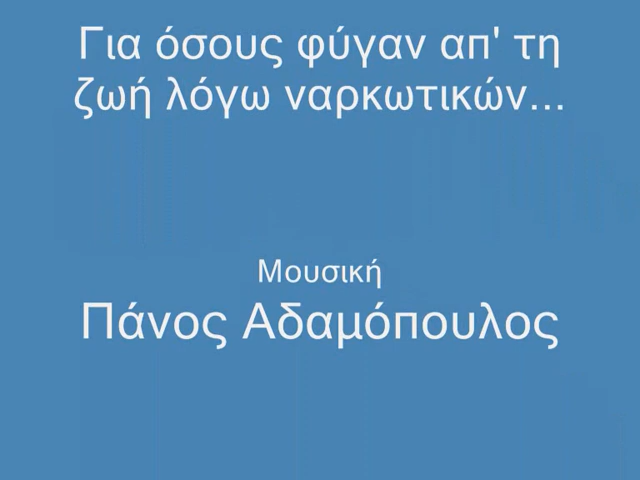 Για όσους φύγαν απ' τη
ζωή λόγω ναρκωτικών...
Μουσική
Πάνος Αδαμόπουλος